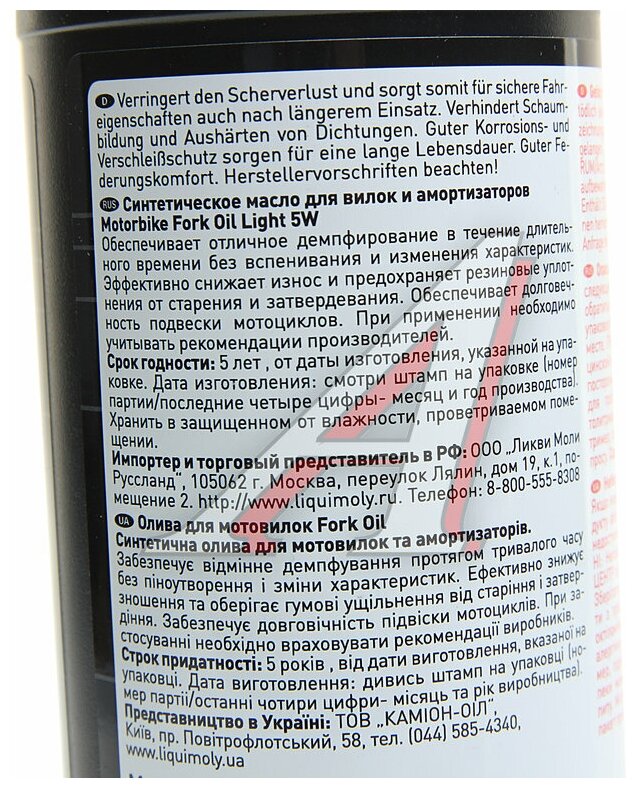 D Verringert den Scherverlust und sorgt somit für sichere Fahr-
eigenschaften auch nach längerem Einsatz. Verhindert Schaum-
bildung und Aushärten von Dichtungen. Guter Korrosions- und
Verschleißschutz sorgen für eine lange Lebensdauer. Guter Fe-
derungskomfort. Herstellervorschriften beachten!
RUS Синтетическое масло для вилок и амортизаторов
Motorbike Fork Oil Light 5W
Обеспечивает отличное демпфирование в течение длитель-
ного времени без вспенивания и изменения характеристик.
Эффективно снижает износ и предохраняет резиновые уплот-
нения от старения и затвердевания. Обеспечивает долговеч-
ность подвески мотоциклов. При применении необходимо
учитывать рекомендации производителей.
Срок годности: 5 лет , от даты изготовления, указанной на упа-
ковке. Дата изготовления: смотри штамп на упаковке (номер
партии/последние четыре цифры- месяц и год производства).
Хранить в защищенном от влажности, проветриваемом поме-
щении.
Импортер и торговый представитель в РФ: ООО „Ликви Моли
Руссланд", 105062 г. Москва, переулок Лялин, дом 19, к.1, по-
мещение 2. http://www.liquimoly.ru. Телефон: 8-800-555-8308
UA Олива для мотовилок Fork Oil
Синтетична олива для мотовилок та амортизаторів.
Забезпечує відмінне демпфування протягом тривалого часу
без піноутворення і зміни характеристик. Ефективно знижує
зношення та оберігає гумові ущільнення від старіння і затвер-
діння. Забезпечує довговічність підвіски мотоциклів. При за-
стосуванні необхідно враховувати рекомендації виробників.
Строк придатності: 5 років , від дати виготовлення, вказаної на
упаковці. Дата виготовлення: дивись штамп на упаковці (но-
мер партії/останні чотири цифри- місяць та рік виробництва).
Представництво в Україні: ТОВ „КАМІОН-ОІЛ",
Київ, пр. Повітрофлотський, 58, тел. (044) 585-4340,
www.liquimoly.ua